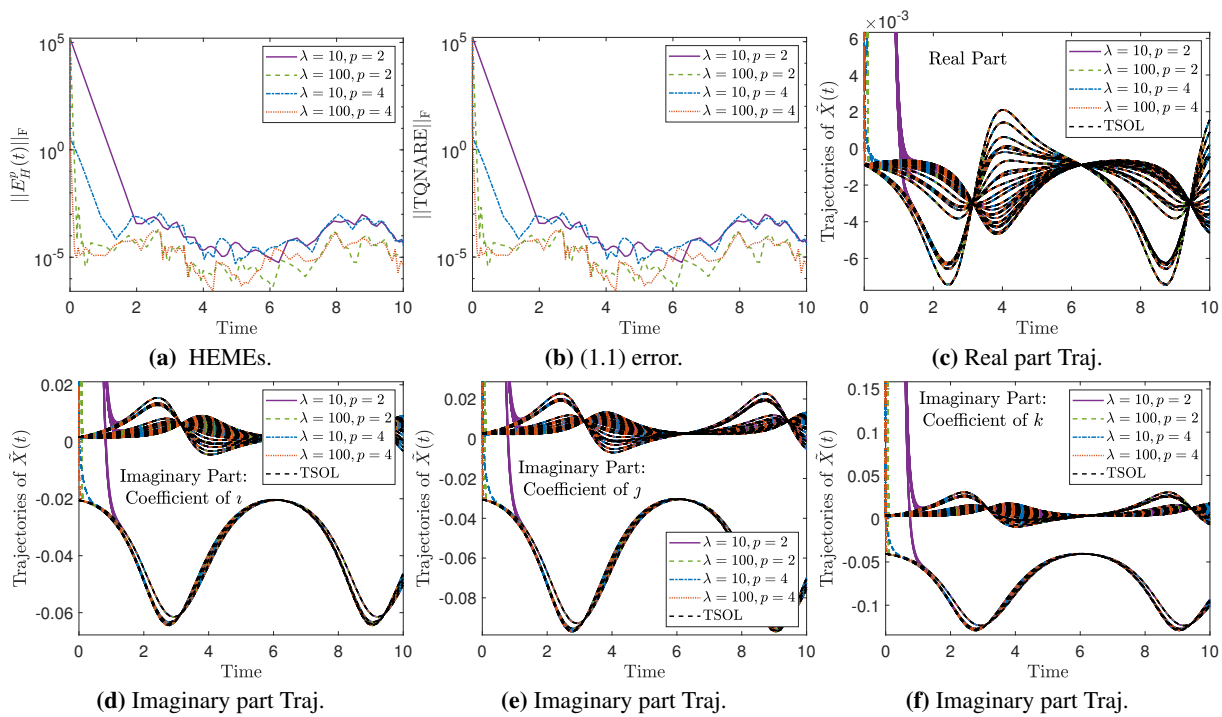 10^5
10^0
10^-5
||E_H^p(t)||_F
λ = 10, p = 2
λ = 100, p = 2
λ = 10, p = 4
λ = 100, p = 4
0 2 4 6 8 10
Time
(a) HEMEs.
10^5
10^0
10^-5
||TQNARE||_F
λ = 10, p = 2
λ = 100, p = 2
λ = 10, p = 4
λ = 100, p = 4
0 2 4 6 8 10
Time
(b) (1.1) error.
×10^-3
6
4
2
0
-2
-4
-6
Trajectories of X̃(t)
Real Part
λ = 10, p = 2
λ = 100, p = 2
λ = 10, p = 4
λ = 100, p = 4
TSOL
0 2 4 6 8 10
Time
(c) Real part Traj.
0.02
0
-0.02
-0.04
-0.06
Trajectories of X̃(t)
λ = 10, p = 2
λ = 100, p = 2
λ = 10, p = 4
λ = 100, p = 4
TSOL
Imaginary Part:
Coefficient of ı
0 2 4 6 8 10
Time
(d) Imaginary part Traj.
0.02
0
-0.02
-0.04
-0.06
-0.08
Trajectories of X̃(t)
Imaginary Part:
Coefficient of ȷ
λ = 10, p = 2
λ = 100, p = 2
λ = 10, p = 4
λ = 100, p = 4
TSOL
0 2 4 6 8 10
Time
(e) Imaginary part Traj.
0.15
0.1
0.05
0
-0.05
-0.1
Trajectories of X̃(t)
Imaginary Part:
Coefficient of k
λ = 10, p = 2
λ = 100, p = 2
λ = 10, p = 4
λ = 100, p = 4
TSOL
0 2 4 6 8 10
Time
(f) Imaginary part Traj.